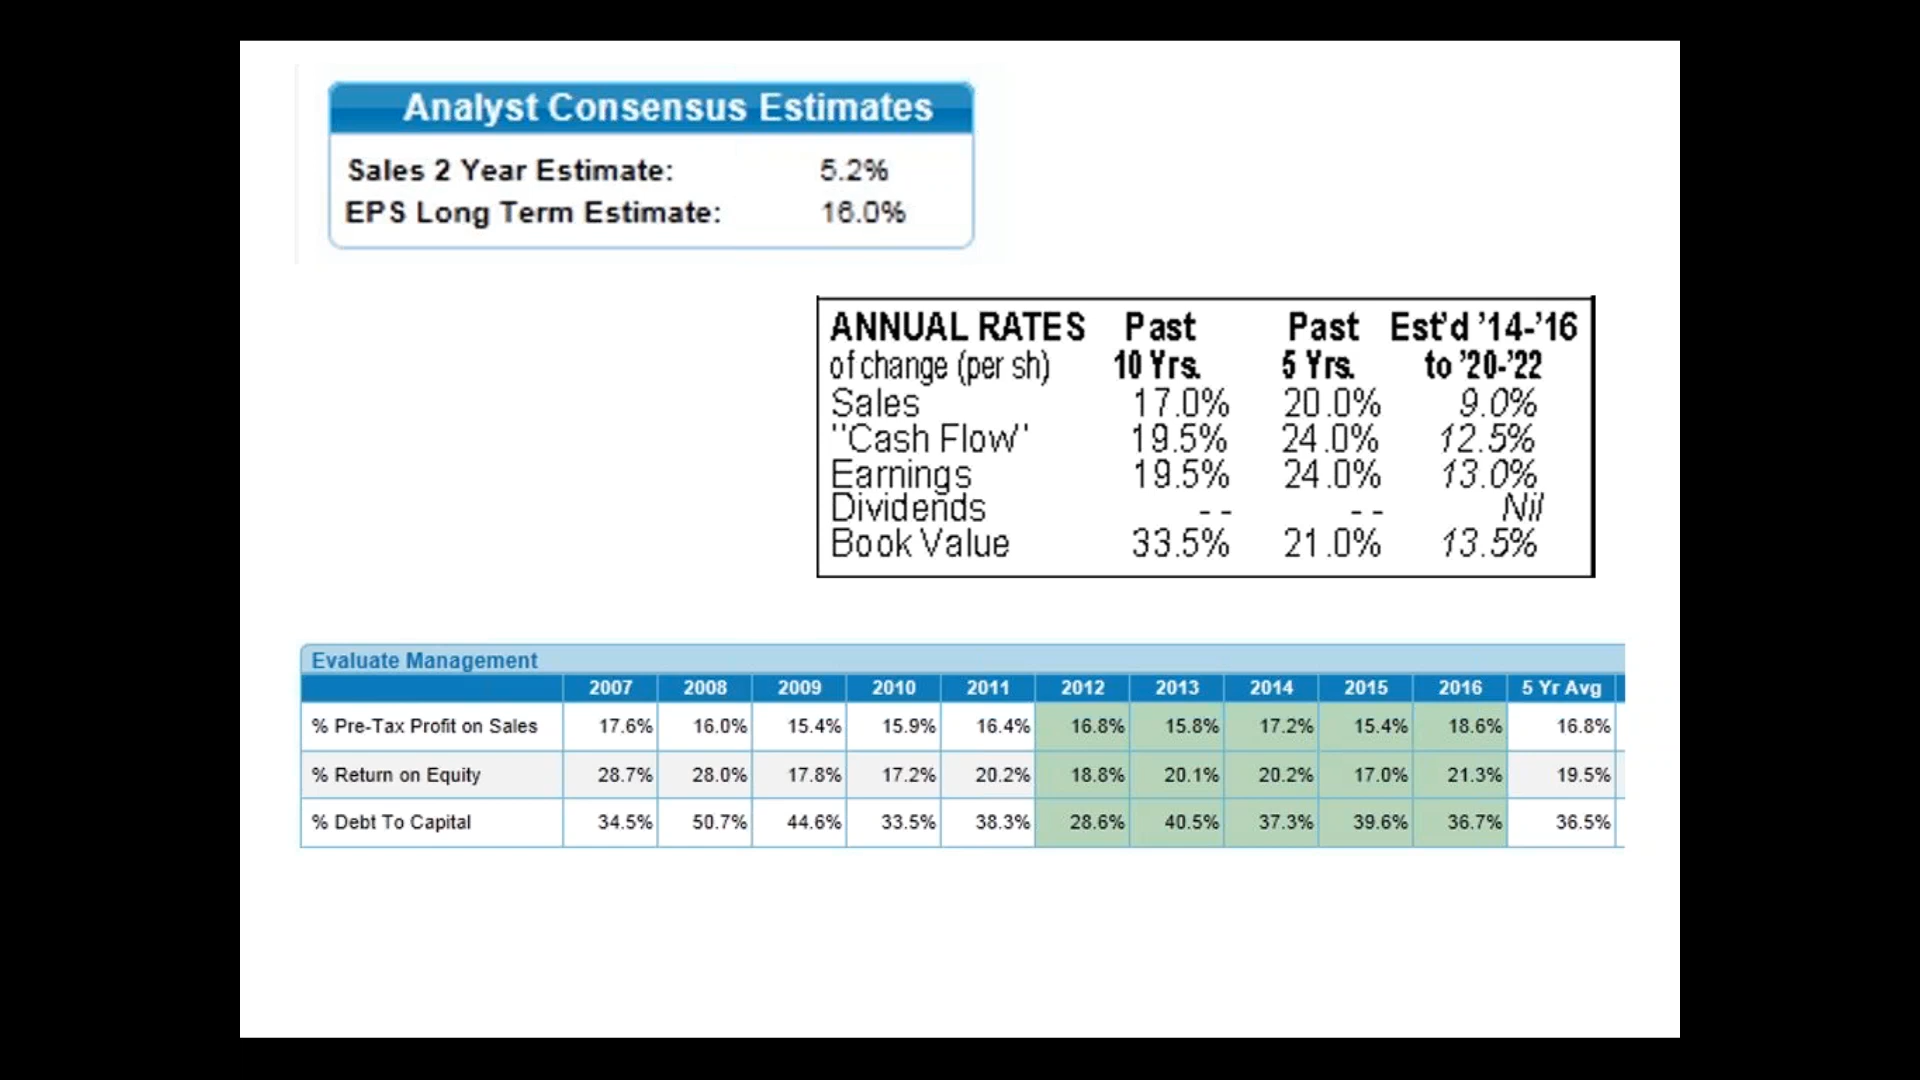 Analyst Consensus Estimates
Sales 2 Year Estimate: 5.2%
EPS Long Term Estimate: 16.0%
ANNUAL RATES Past Past Est'd '14-'16
of change (per sh) 10 Yrs. 5 Yrs. to '20-'22
Sales 17.0% 20.0% 9.0%
"Cash Flow" 19.5% 24.0% 12.5%
Earnings 19.5% 24.0% 13.0%
Dividends - - - - Nil
Book Value 33.5% 21.0% 13.5%
Evaluate Management
2007 2008 2009 2010 2011 2012 2013 2014 2015 2016 5 Yr Avg
% Pre-Tax Profit on Sales 17.6% 16.0% 15.4% 15.9% 16.4% 16.8% 15.8% 17.2% 15.4% 18.6% 16.8%
% Return on Equity 28.7% 28.0% 17.8% 17.2% 20.2% 18.8% 20.1% 20.2% 17.0% 21.3% 19.5%
% Debt To Capital 34.5% 50.7% 44.6% 33.5% 38.3% 28.6% 40.5% 37.3% 39.6% 36.7% 36.5%